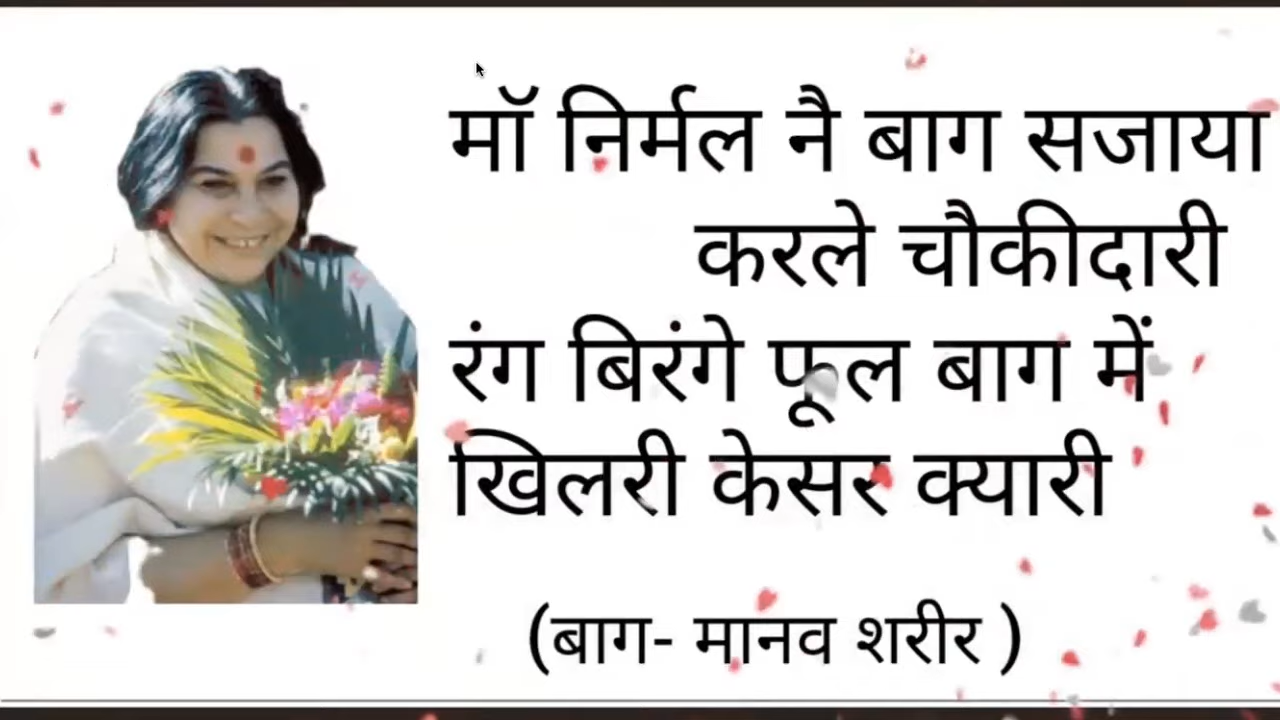 मॉ निर्मल नै बाग सजाया
करले चौकीदारी
रंग बिरंगे फूल बाग में
खिलरी केसर क्यारी
(बाग- मानव शरीर )